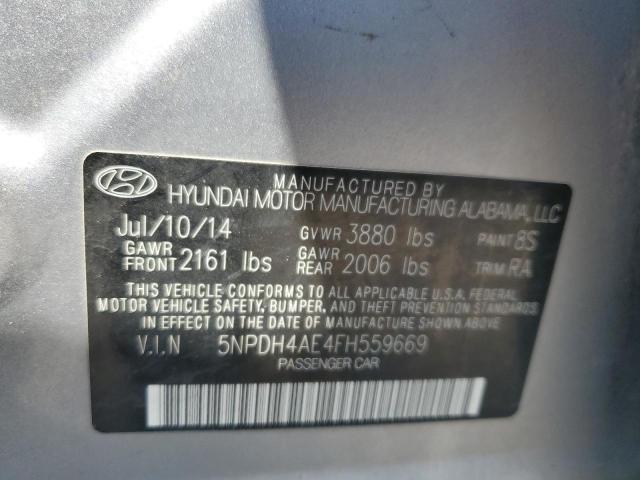 MANUFACTURED BY
HYUNDAI MOTOR MANUFACTURING ALABAMA, LLC
Jul/10/14 GVWR 3880 lbs PAINT 8S
GAWR FRONT 2161 lbs GAWR REAR 2006 lbs TRIM RA
THIS VEHICLE CONFORMS TO ALL APPLICABLE U.S.A. FEDERAL
MOTOR VEHICLE SAFETY, BUMPER, AND THEFT PREVENTION STANDARDS
IN EFFECT ON THE DATE OF MANUFACTURE SHOWN ABOVE.
V.I.N 5NPDH4AE4FH559669
PASSENGER CAR